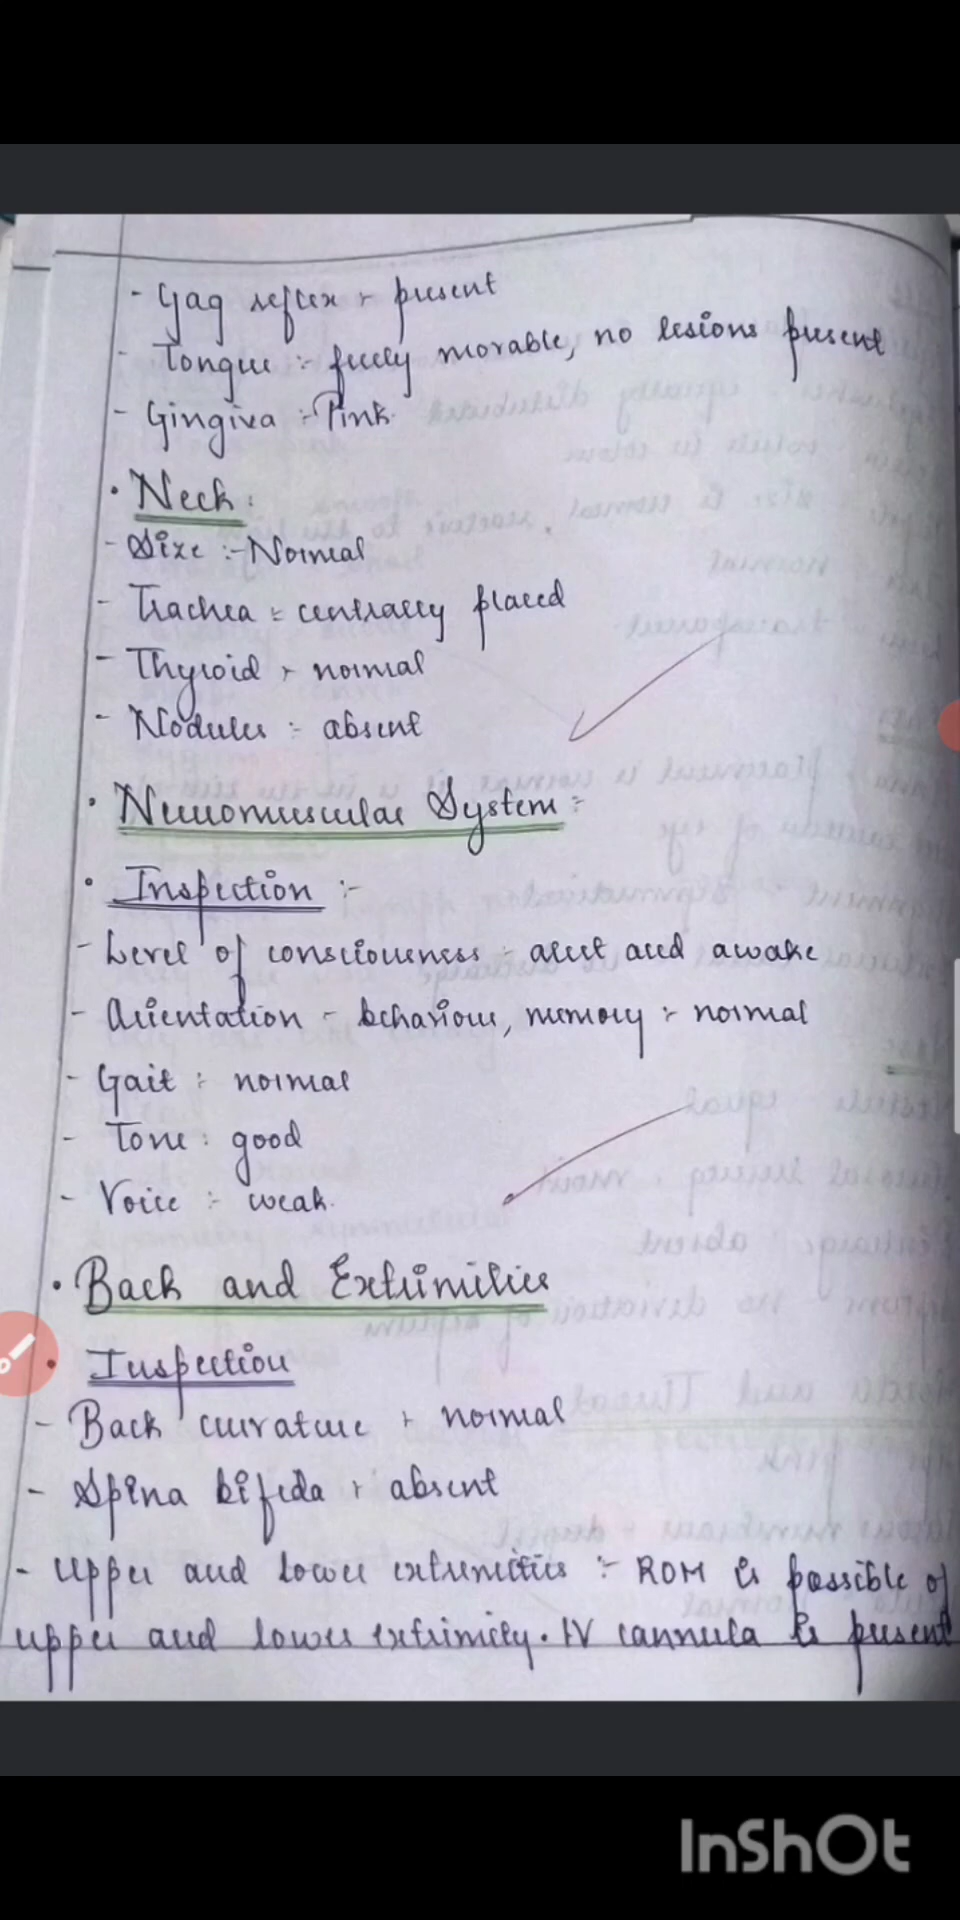 - Gag reflex :- present
- Tongue :- freely movable, no lesions present
- Gingiva :- Pink.
• Neck :
- Size :- Normal
- Trachea :- centrally placed
- Thyroid :- normal
- Nodules :- absent
• Neuromuscular System :-
• Inspection :-
- Level of consciousness :- alert and awake
- Orientation - behaviour, memory :- normal
- Gait :- normal
- Tone : good
- Voice :- weak.
• Back and Extrimities
• Inspection
- Back curvature :- normal
- Spina bifida :- absent
- Upper and lower extremities :- ROM is possible of
upper and lower extrimity. IV cannula is present
InShOt